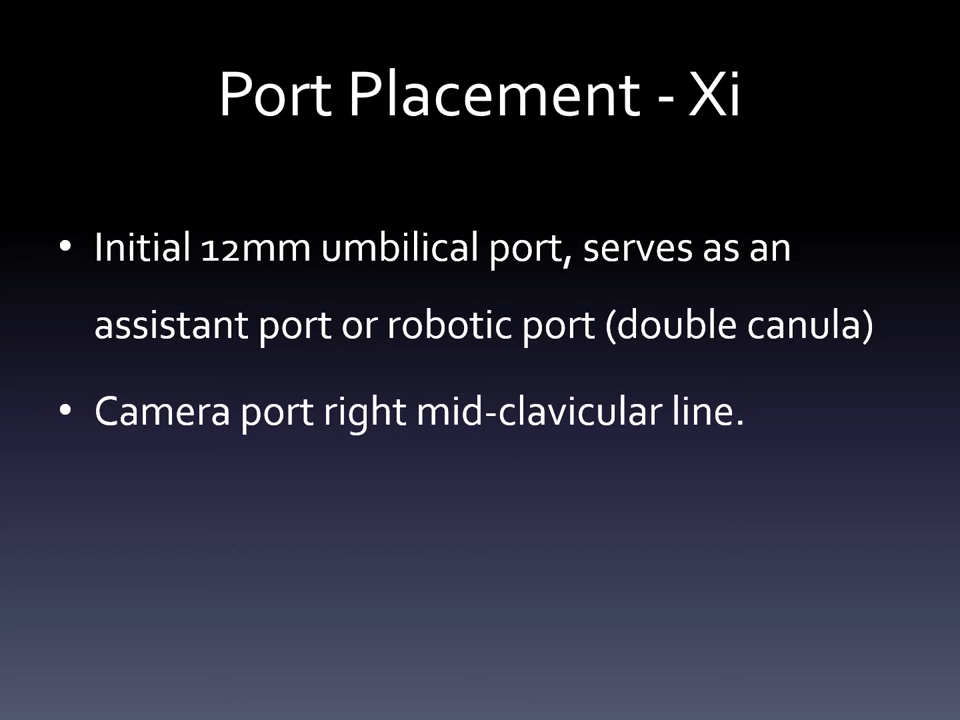 Port Placement - Xi
• Initial 12mm umbilical port, serves as an
assistant port or robotic port (double canula)
• Camera port right mid-clavicular line.